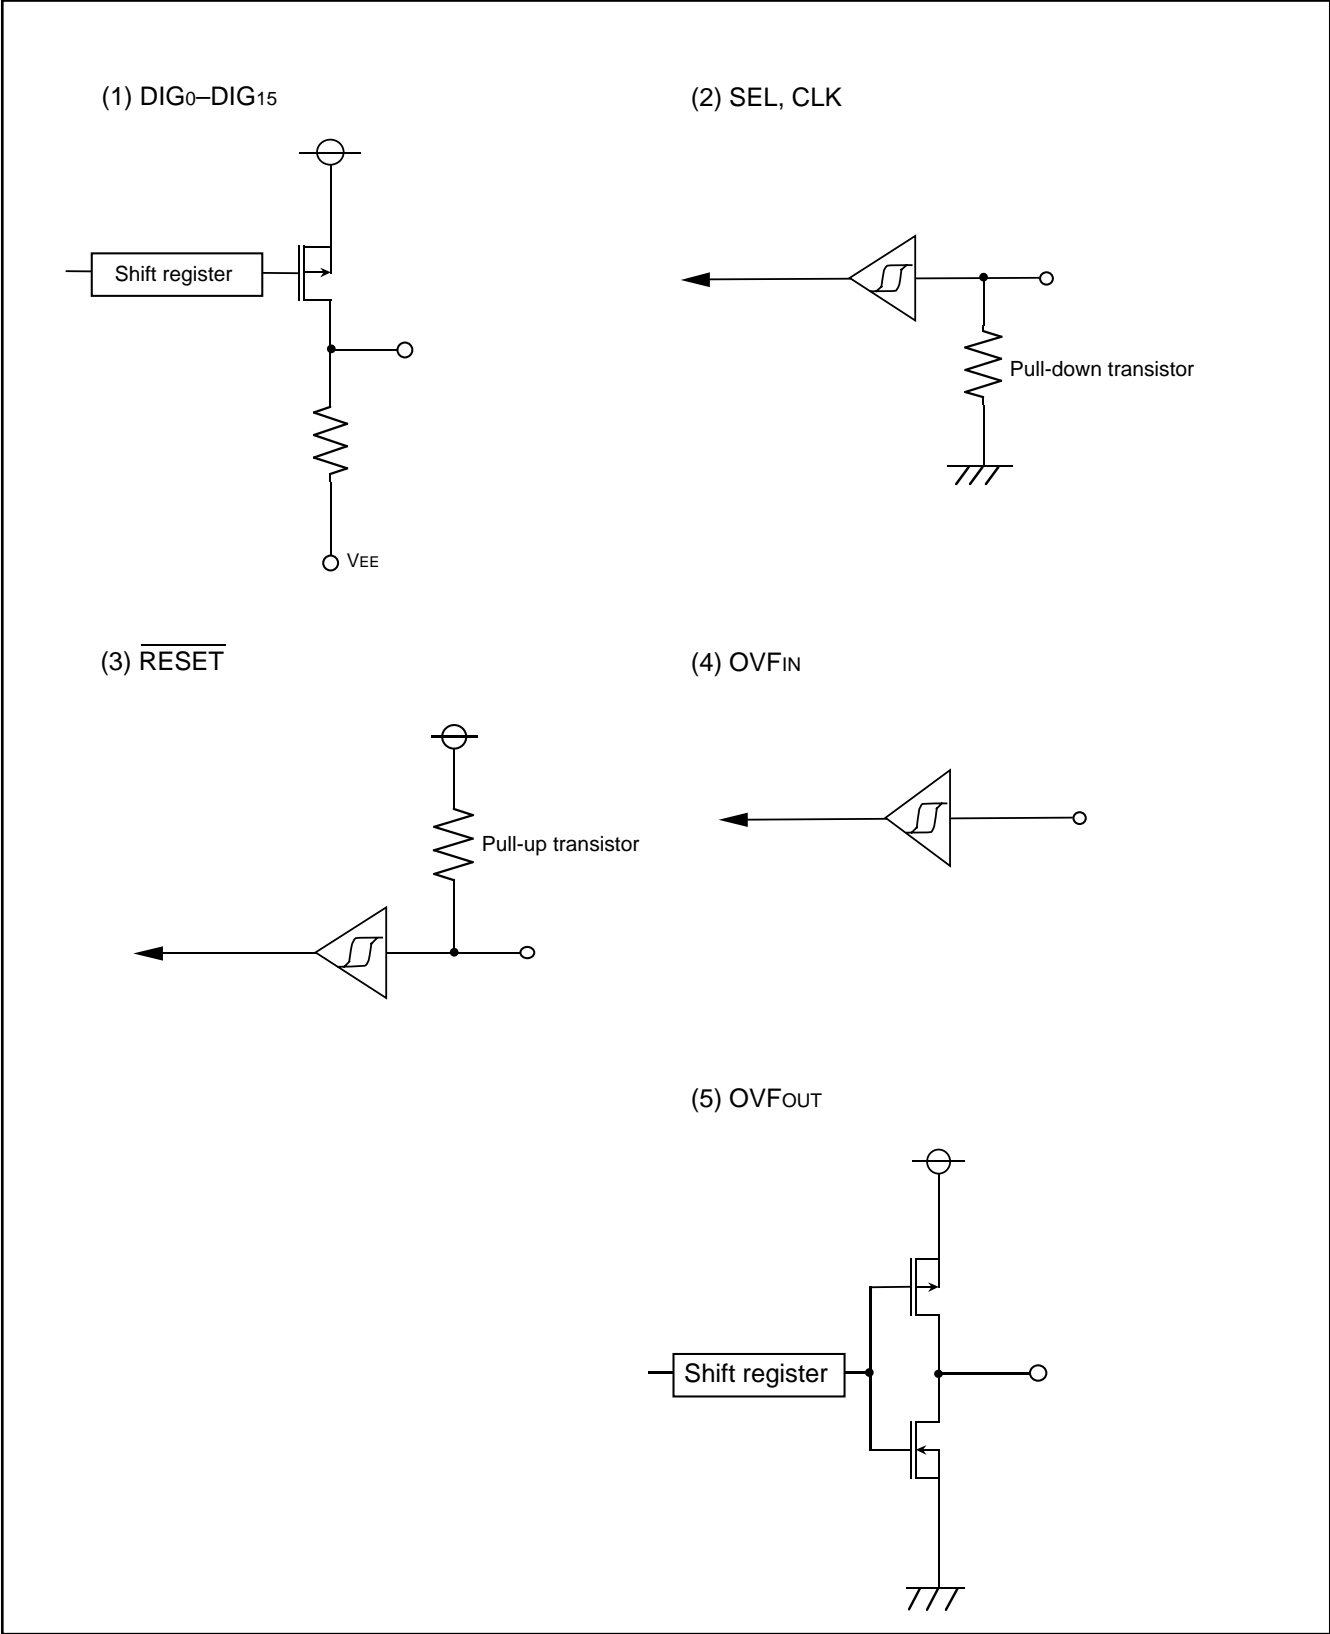 (1) DIG0–DIG15
(2) SEL, CLK
Shift register
Pull-down transistor
VEE
(3) RESET
(4) OVFIN
Pull-up transistor
(5) OVFOUT
Shift register